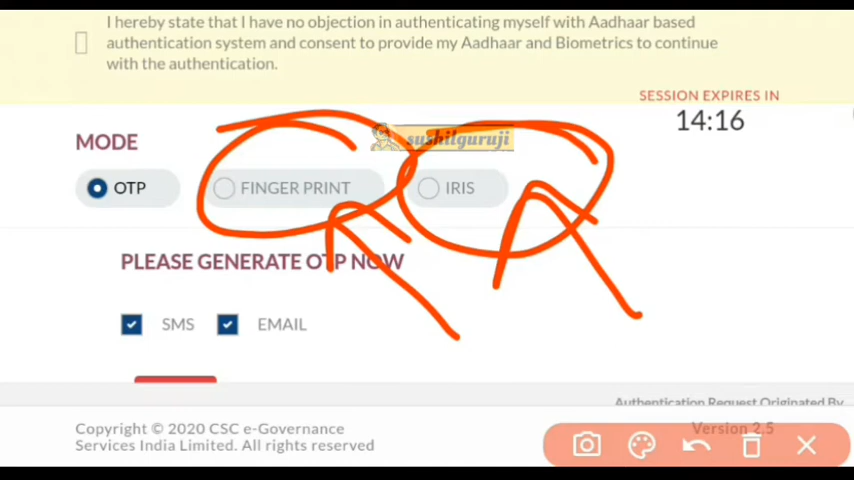 I hereby state that I have no objection in authenticating myself with Aadhaar based
authentication system and consent to provide my Aadhaar and Biometrics to continue
with the authentication.
SESSION EXPIRES IN
14:16
sushilguruji
MODE
OTP
FINGER PRINT
IRIS
PLEASE GENERATE OTP NOW
SMS
EMAIL
Authentication Request Originated By
Copyright © 2020 CSC e-Governance
Services India Limited. All rights reserved
Version 2.5